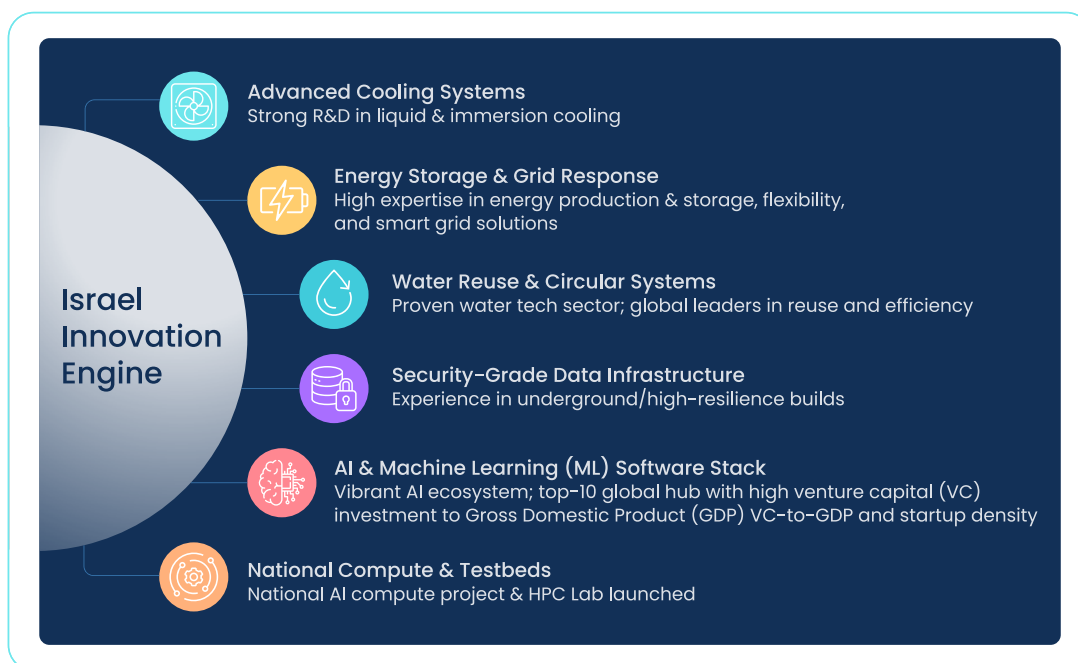 Israel
Innovation
Engine
Advanced Cooling Systems
Strong R&D in liquid & immersion cooling
Energy Storage & Grid Response
High expertise in energy production & storage, flexibility,
and smart grid solutions
Water Reuse & Circular Systems
Proven water tech sector; global leaders in reuse and efficiency
Security-Grade Data Infrastructure
Experience in underground/high-resilience builds
AI & Machine Learning (ML) Software Stack
Vibrant AI ecosystem; top-10 global hub with high venture capital (VC)
investment to Gross Domestic Product (GDP) VC-to-GDP and startup density
National Compute & Testbeds
National AI compute project & HPC Lab launched